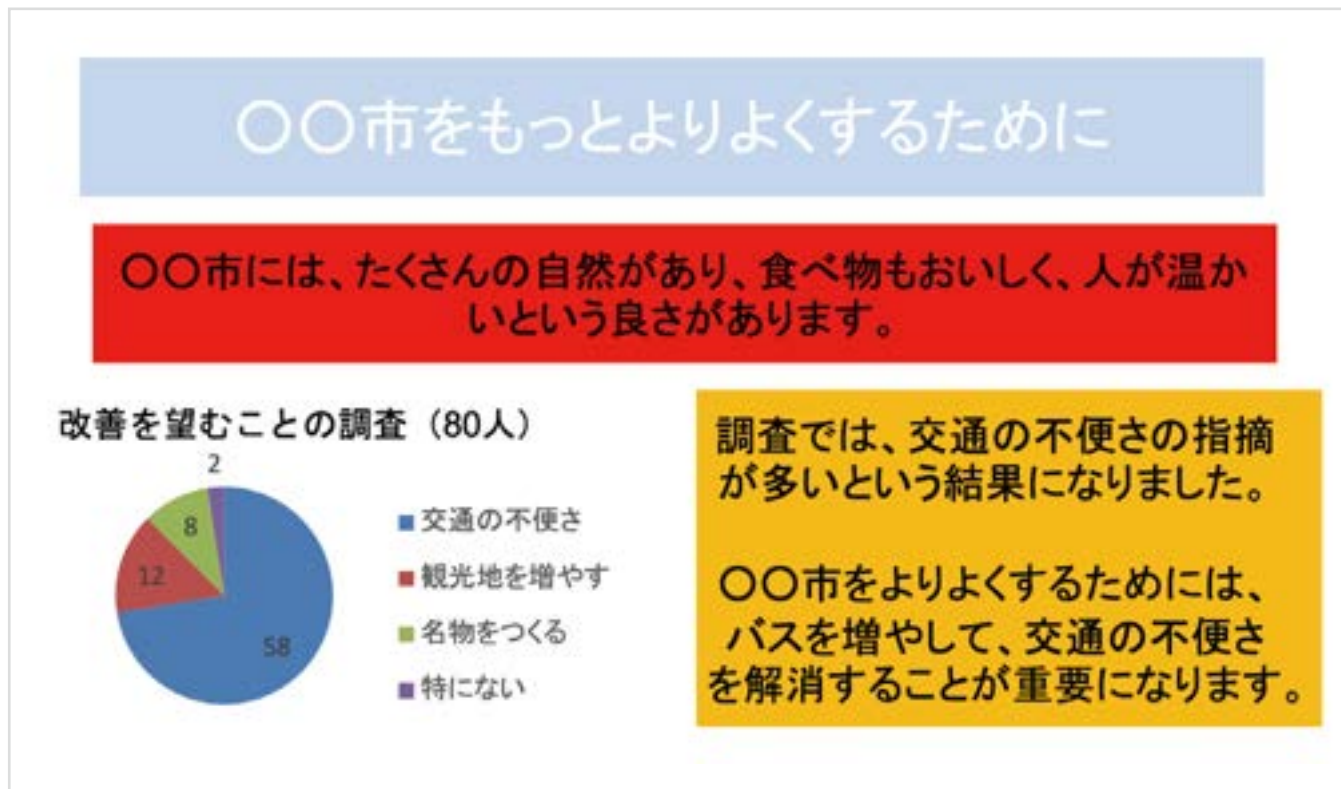 〇〇市をもっとよりよくするために
〇〇市には、たくさんの自然があり、食べ物もおいしく、人が温か
いという良さがあります。
改善を望むことの調査（80人）
2
8
12
58
交通の不便さ
観光地を増やす
名物をつくる
特にない
調査では、交通の不便さの指摘
が多いという結果になりました。
〇〇市をよりよくするためには、
バスを増やして、交通の不便さ
を解消することが重要になります。